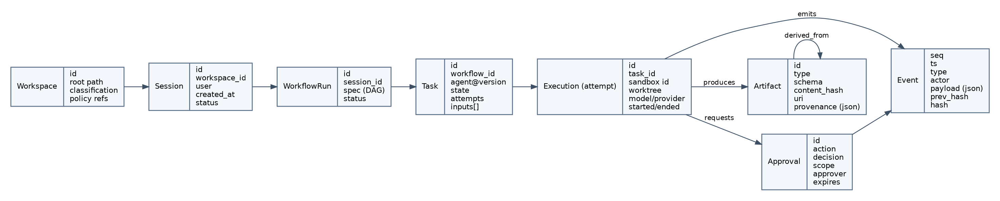 Workspace
id
root path
classification
policy refs
Session
id
workspace_id
user
created_at
status
WorkflowRun
id
session_id
spec (DAG)
status
Task
id
workflow_id
agent@version
state
attempts
inputs[]
Execution (attempt)
id
task_id
sandbox id
worktree
model/provider
started/ended
emits
derived_from
produces
requests
Artifact
id
type
schema
content_hash
uri
provenance (json)
Approval
id
action
decision
scope
approver
expires
Event
seq
ts
type
actor
payload (json)
prev_hash
hash